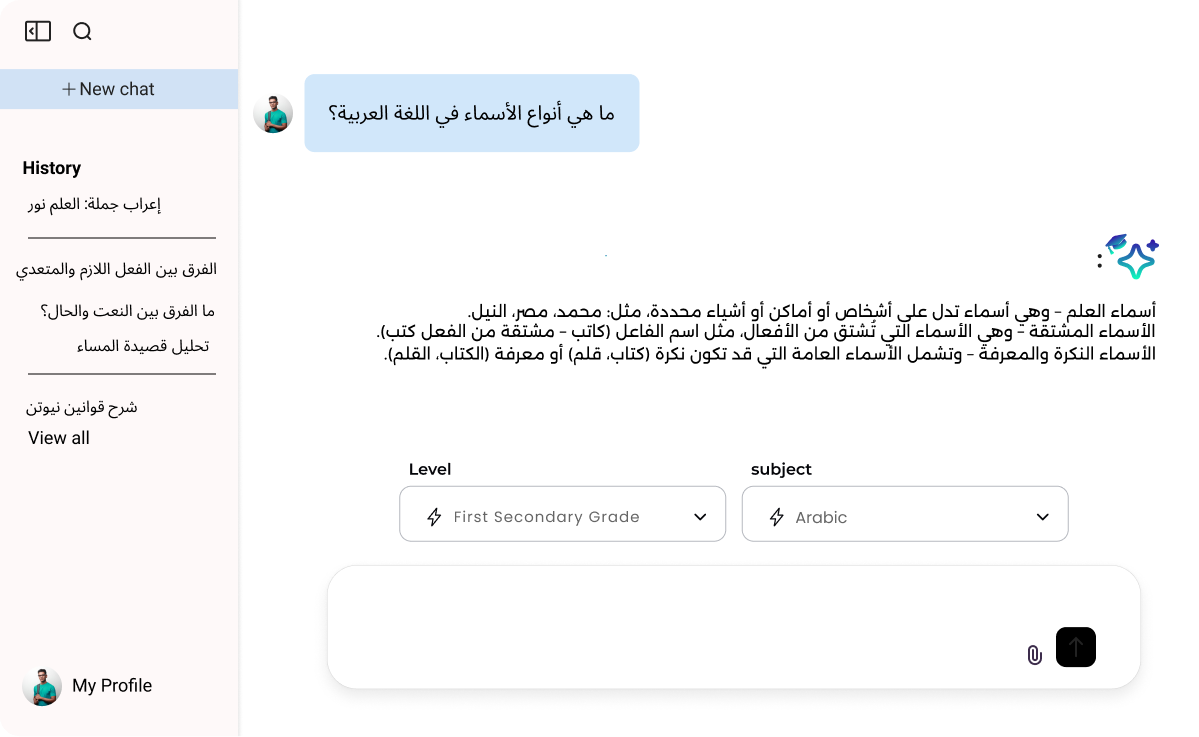 + New chat
History
إعراب جملة: العلم نور
الفرق بين الفعل اللازم والمتعدي
ما الفرق بين النعت والحال؟
تحليل قصيدة المساء
شرح قوانين نيوتن
View all
My Profile
ما هي أنواع الأسماء في اللغة العربية؟
:
أسماء العلم – وهي أسماء تدل على أشخاص أو أماكن أو أشياء محددة، مثل: محمد، مصر، النيل.
الأسماء المشتقة – وهي الأسماء التي تُشتق من الأفعال، مثل اسم الفاعل (كاتب – مشتقة من الفعل كتب).
الأسماء النكرة والمعرفة – وتشمل الأسماء العامة التي قد تكون نكرة (كتاب، قلم) أو معرفة (الكتاب، القلم).
Level
First Secondary Grade
subject
Arabic